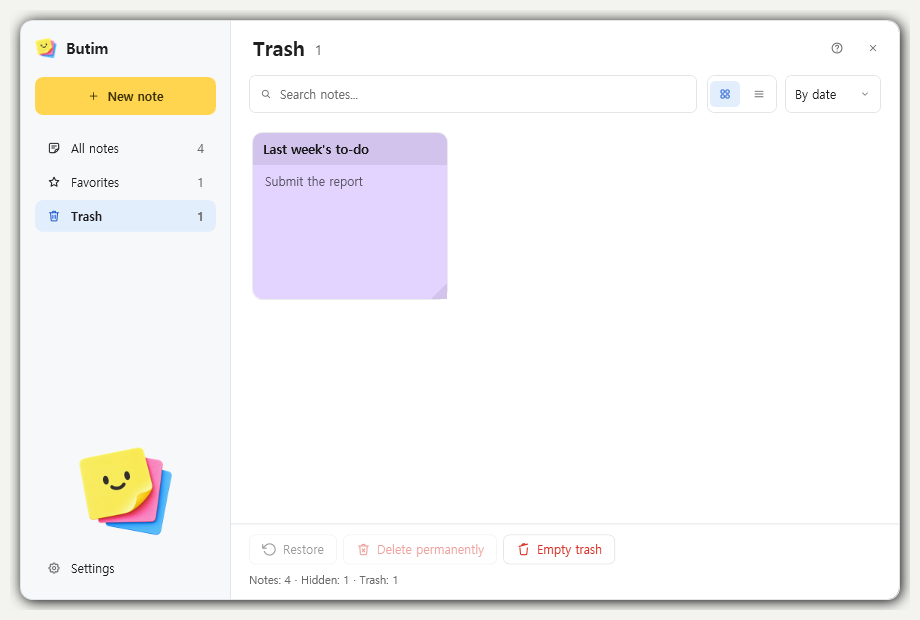 Butim
+ New note
All notes 4
Favorites 1
Trash 1
Settings
Trash 1
Search notes...
By date
Last week's to-do
Submit the report
Restore
Delete permanently
Empty trash
Notes: 4 · Hidden: 1 · Trash: 1